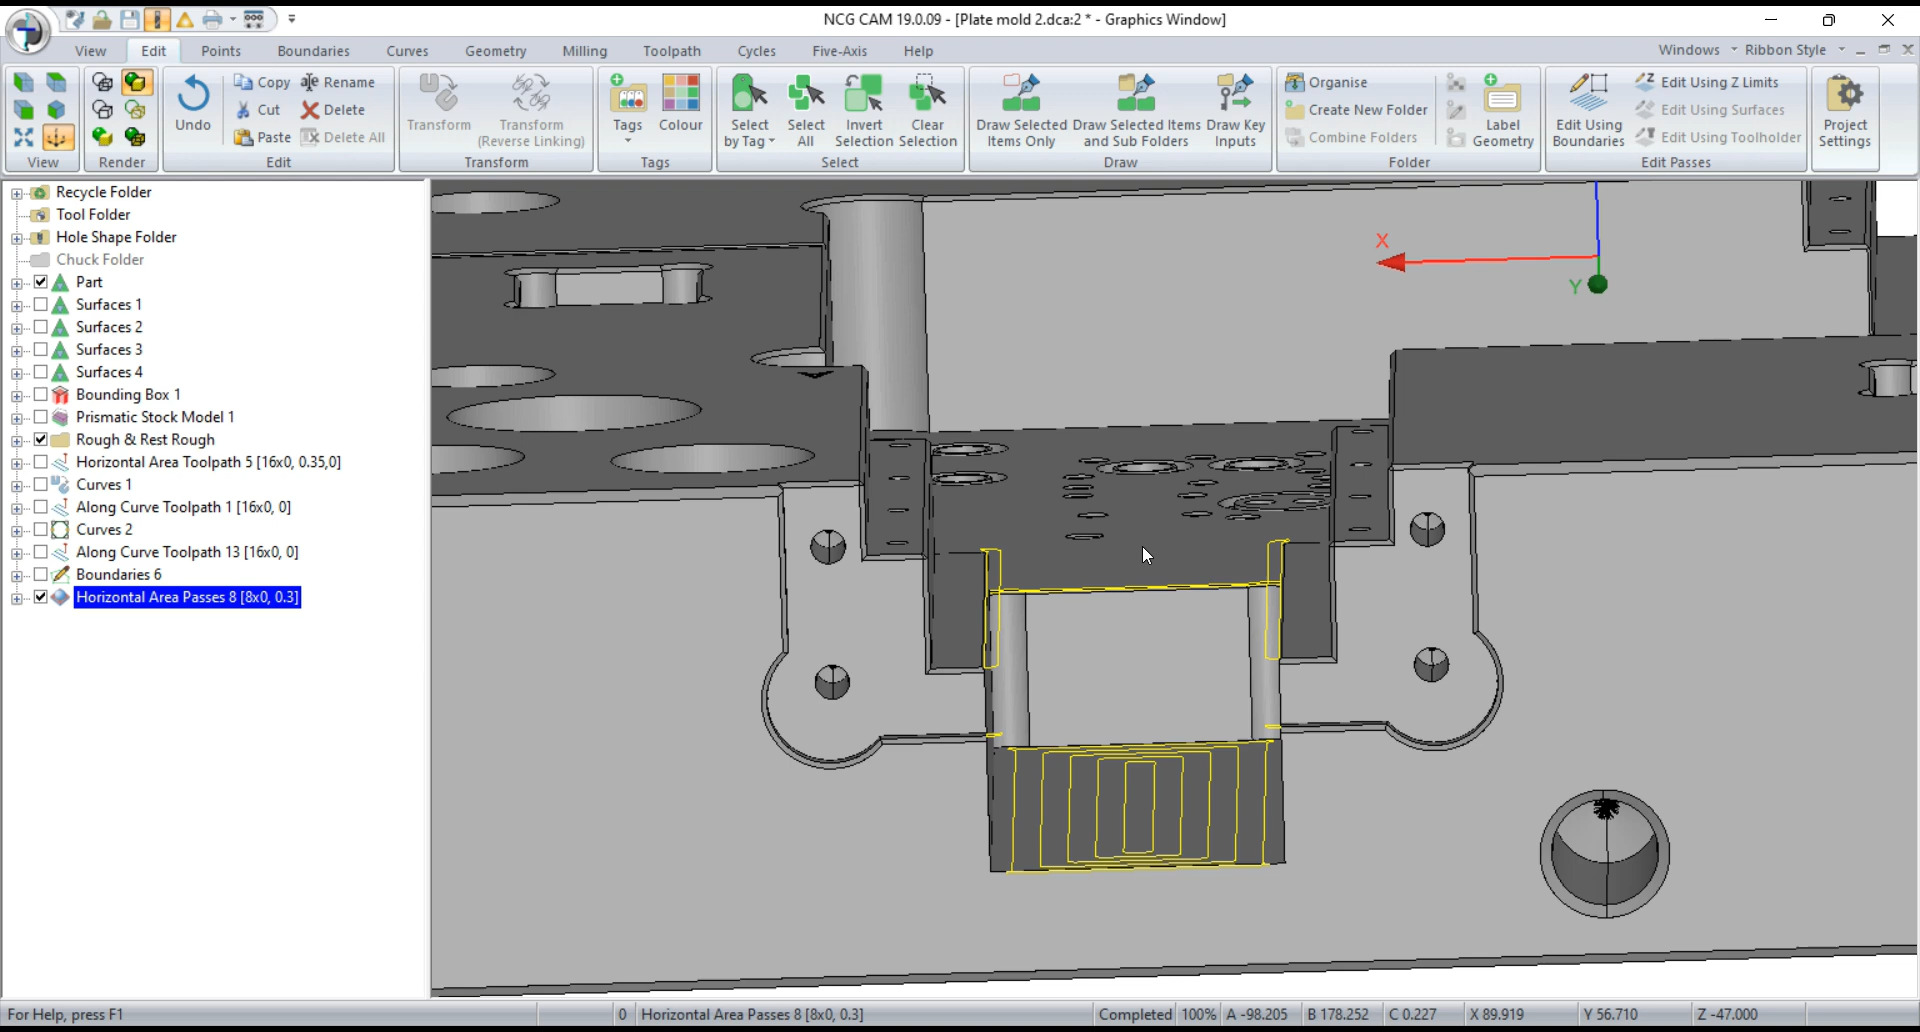 NCG CAM 19.0.09 - [Plate mold 2.dca:2 * - Graphics Window]
View Edit Points Boundaries Curves Geometry Milling Toolpath Cycles Five-Axis Help Windows Ribbon Style
Undo
Copy
Cut
Paste
Rename
Delete
Delete All
Transform
Transform
(Reverse Linking)
Tags
Colour
Select
by Tag
Select
All
Invert
Selection
Clear
Selection
Draw Selected
Items Only
Draw Selected Items
and Sub Folders
Draw Key
Inputs
Organise
Create New Folder
Combine Folders
Label
Geometry
Edit Using
Boundaries
Edit Using Z Limits
Edit Using Surfaces
Edit Using Toolholder
Project
Settings
View Render Edit Transform Tags Select Draw Folder Edit Passes
Recycle Folder
Tool Folder
Hole Shape Folder
Chuck Folder
Part
Surfaces 1
Surfaces 2
Surfaces 3
Surfaces 4
Bounding Box 1
Prismatic Stock Model 1
Rough & Rest Rough
Horizontal Area Toolpath 5 [16x0, 0.35,0]
Curves 1
Along Curve Toolpath 1 [16x0, 0]
Curves 2
Along Curve Toolpath 13 [16x0, 0]
Boundaries 6
Horizontal Area Passes 8 [8x0, 0.3]
X
Y
For Help, press F1 0 Horizontal Area Passes 8 [8x0, 0.3] Completed 100% A -98.205 B 178.252 C 0.227 X 89.919 Y 56.710 Z -47.000